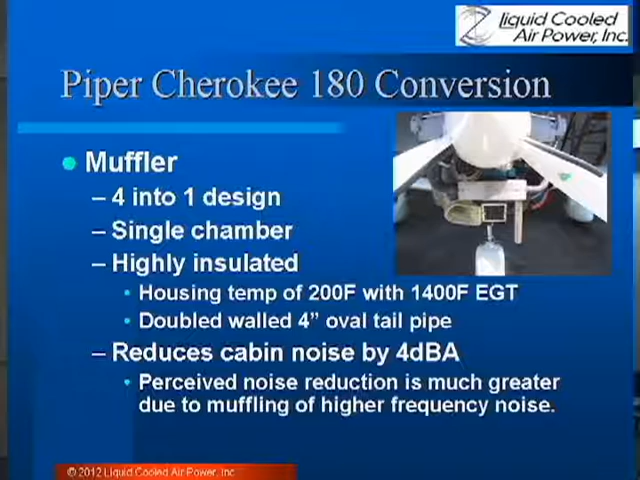 Liquid Cooled
Air Power, Inc.
Piper Cherokee 180 Conversion
Muffler
– 4 into 1 design
– Single chamber
– Highly insulated
• Housing temp of 200F with 1400F EGT
• Doubled walled 4” oval tail pipe
– Reduces cabin noise by 4dBA
• Perceived noise reduction is much greater
due to muffling of higher frequency noise.
© 2012 Liquid Cooled Air Power, Inc